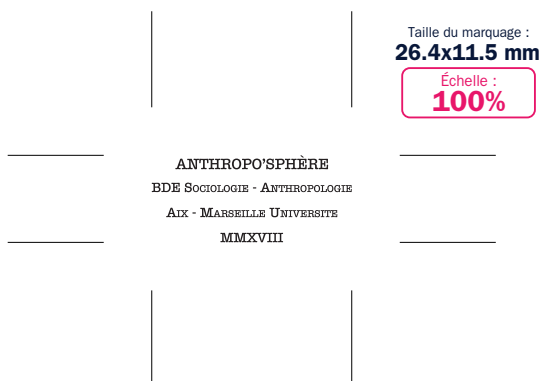 Taille du marquage :
26.4x11.5 mm
Échelle :
100%
ANTHROPO'SPHÈRE
BDE Sociologie - Anthropologie
Aix - Marseille Universite
MMXVIII